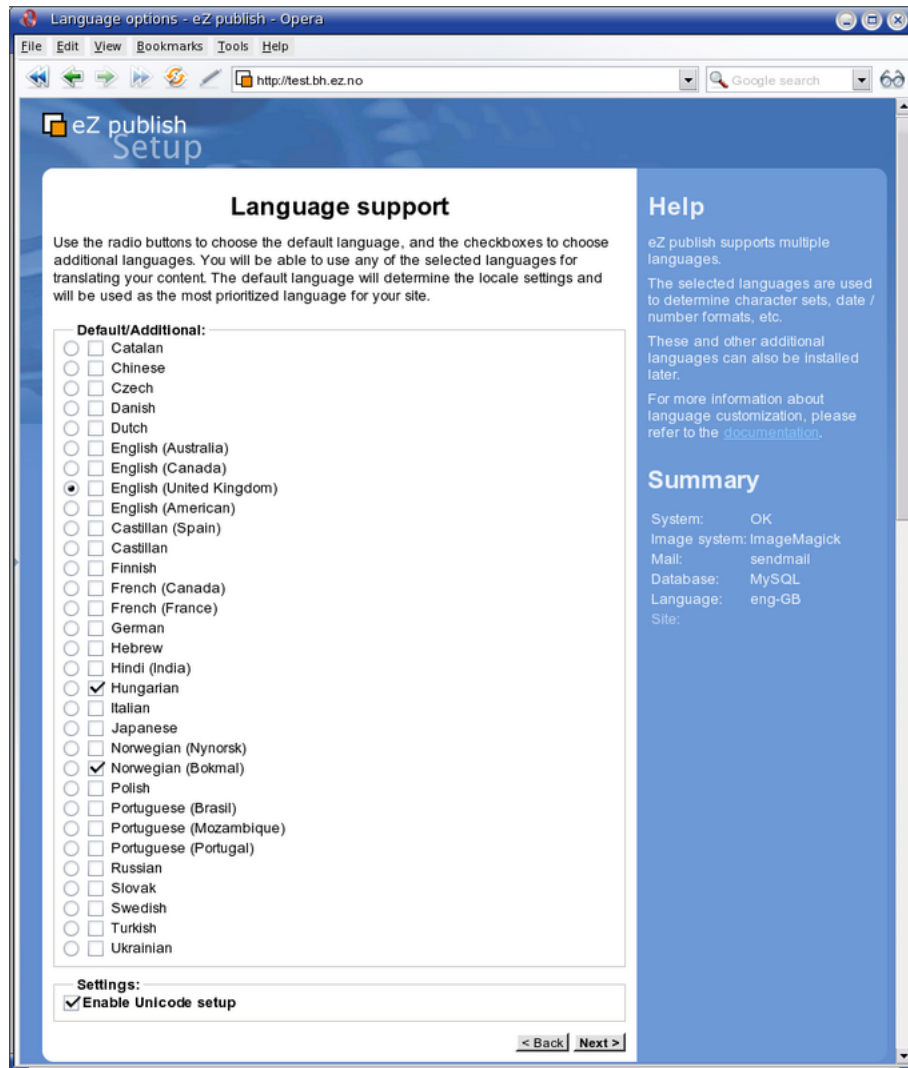 Language options - eZ publish - Opera
File Edit View Bookmarks Tools Help
http://test.bh.ez.no Google search
eZ publish
Setup
Language support
Use the radio buttons to choose the default language, and the checkboxes to choose
additional languages. You will be able to use any of the selected languages for
translating your content. The default language will determine the locale settings and
will be used as the most prioritized language for your site.
Default/Additional:
Catalan
Chinese
Czech
Danish
Dutch
English (Australia)
English (Canada)
English (United Kingdom)
English (American)
Castillan (Spain)
Castillan
Finnish
French (Canada)
French (France)
German
Hebrew
Hindi (India)
Hungarian
Italian
Japanese
Norwegian (Nynorsk)
Norwegian (Bokmal)
Polish
Portuguese (Brasil)
Portuguese (Mozambique)
Portuguese (Portugal)
Russian
Slovak
Swedish
Turkish
Ukrainian
Settings:
Enable Unicode setup
< Back Next >
Help
eZ publish supports multiple
languages.
The selected languages are used
to determine character sets, date /
number formats, etc.
These and other additional
languages can also be installed
later.
For more information about
language customization, please
refer to the documentation.
Summary
System: OK
Image system: ImageMagick
Mail: sendmail
Database: MySQL
Language: eng-GB
Site: